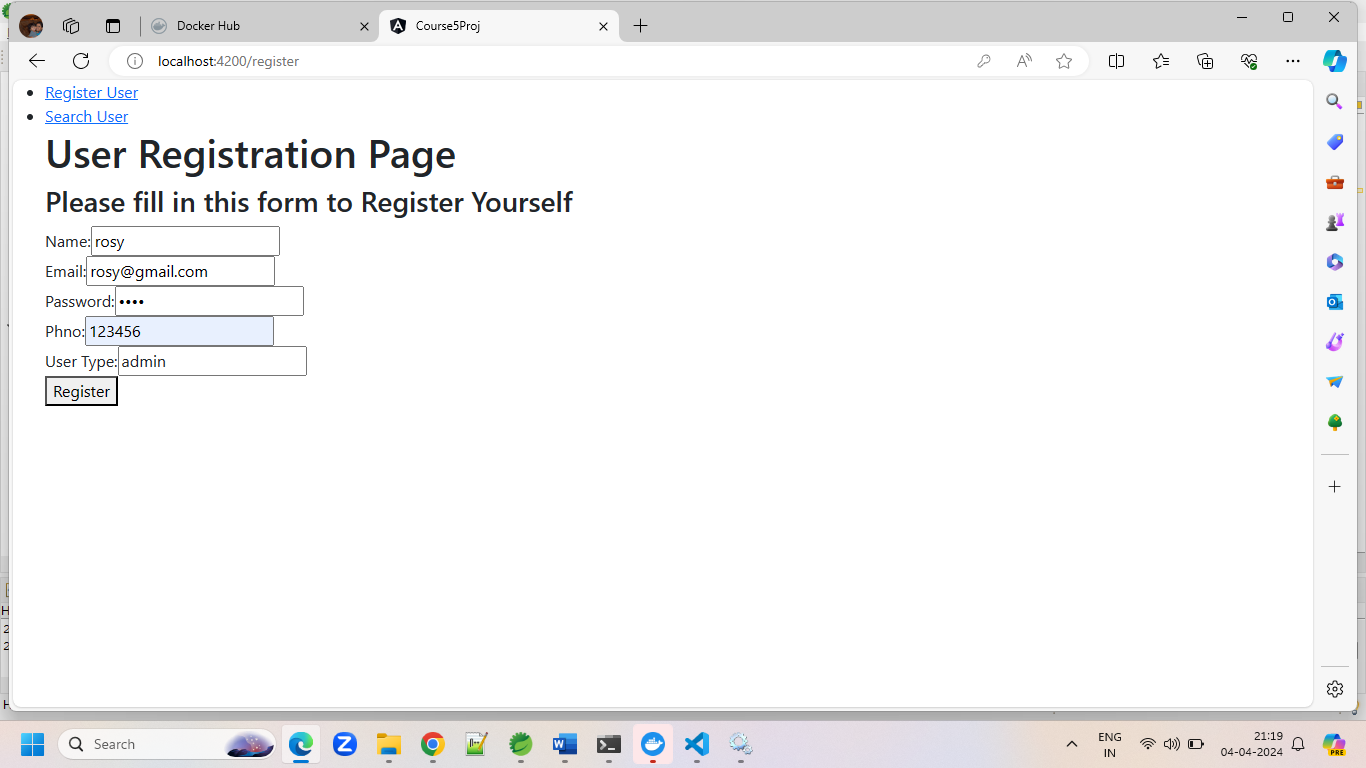 Docker Hub
Course5Proj
localhost:4200/register
Register User
Search User
User Registration Page
Please fill in this form to Register Yourself
Name: rosy
Email: rosy@gmail.com
Password: ••••
Phno: 123456
User Type: admin
Register
Search
ENG
IN
21:19
04-04-2024
PRE